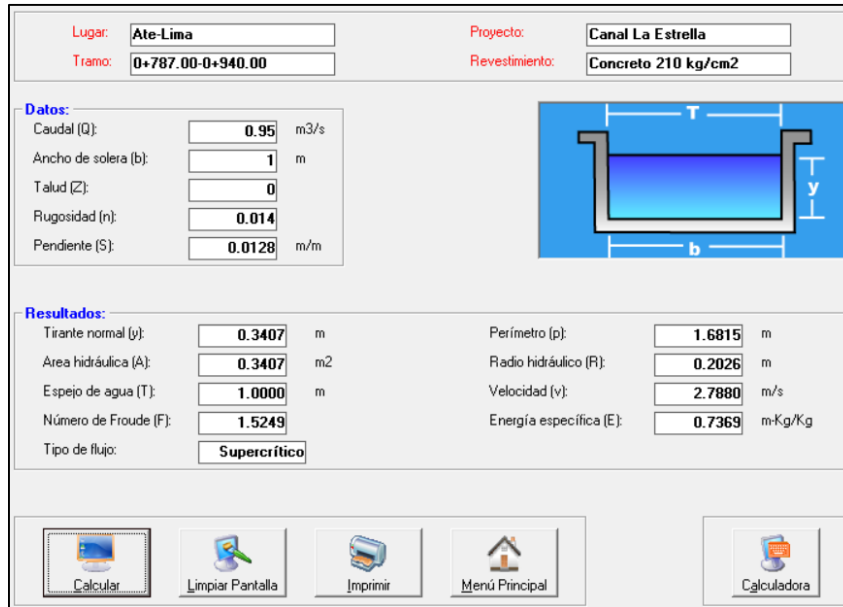 Lugar: Ate-Lima Proyecto: Canal La Estrella
Tramo: 0+787.00-0+940.00 Revestimiento: Concreto 210 kg/cm2
Datos:
Caudal (Q): 0.95 m3/s
Ancho de solera (b): 1 m
Talud (Z): 0
Rugosidad (n): 0.014
Pendiente (S): 0.0128 m/m
T
y
b
Resultados:
Tirante normal (y): 0.3407 m Perímetro (p): 1.6815 m
Area hidráulica (A): 0.3407 m2 Radio hidráulico (R): 0.2026 m
Espejo de agua (T): 1.0000 m Velocidad (v): 2.7880 m/s
Número de Froude (F): 1.5249 Energía específica (E): 0.7369 m-Kg/Kg
Tipo de flujo: Supercrítico
Calcular Limpiar Pantalla Imprimir Menú Principal Calculadora